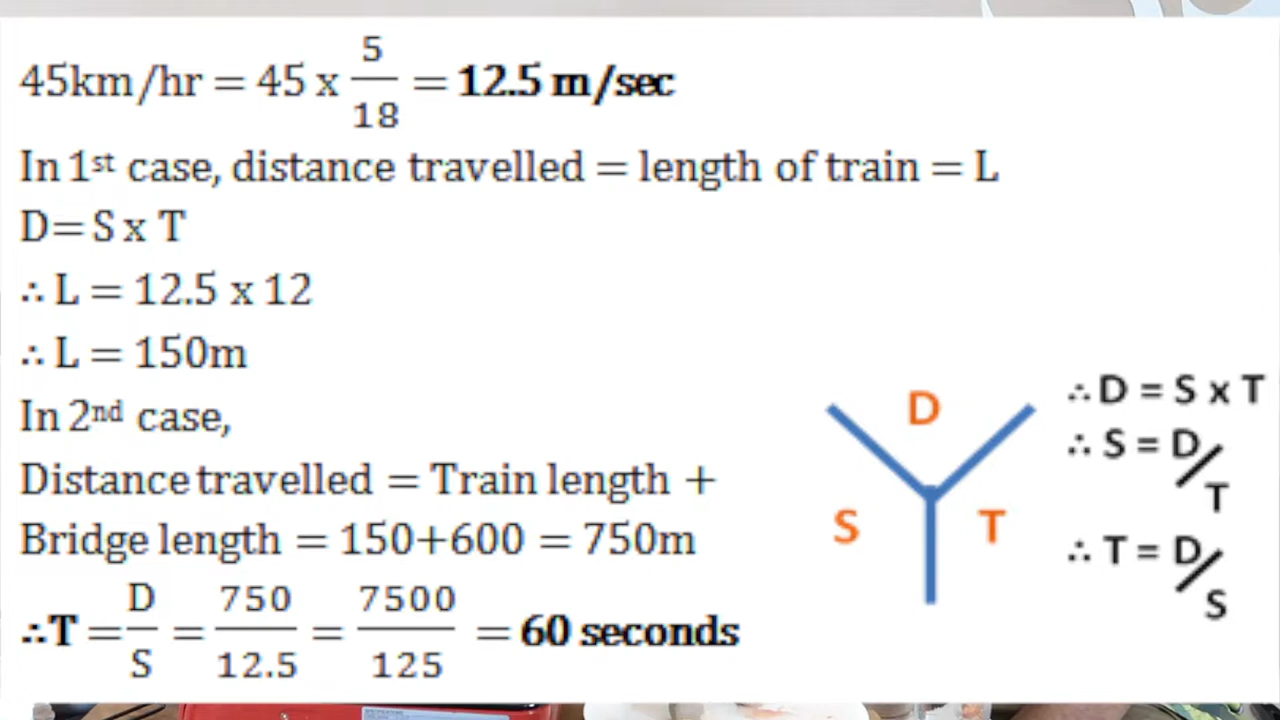 45km/hr = 45 x 5/18 = 12.5 m/sec
In 1st case, distance travelled = length of train = L
D= S x T
∴ L = 12.5 x 12
∴ L = 150m
In 2nd case,
Distance travelled = Train length +
Bridge length = 150+600 = 750m
∴T = D/S = 750/12.5 = 7500/125 = 60 seconds
D
S T
∴ D = S x T
∴ S = D/T
∴ T = D/S